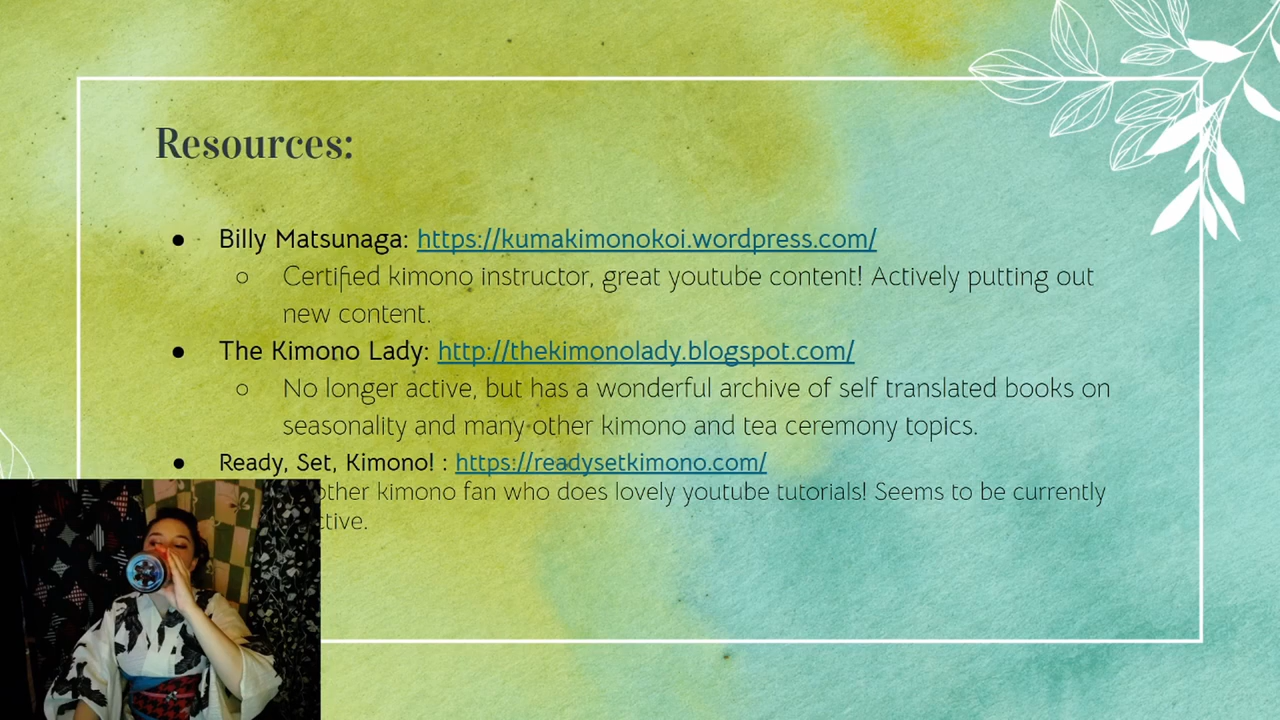 Resources:
● Billy Matsunaga: https://kumakimonokoi.wordpress.com/
○ Certified kimono instructor, great youtube content! Actively putting out
new content.
● The Kimono Lady: http://thekimonolady.blogspot.com/
○ No longer active, but has a wonderful archive of self translated books on
seasonality and many other kimono and tea ceremony topics.
● Ready, Set, Kimono! : https://readysetkimono.com/
other kimono fan who does lovely youtube tutorials! Seems to be currently
ctive.